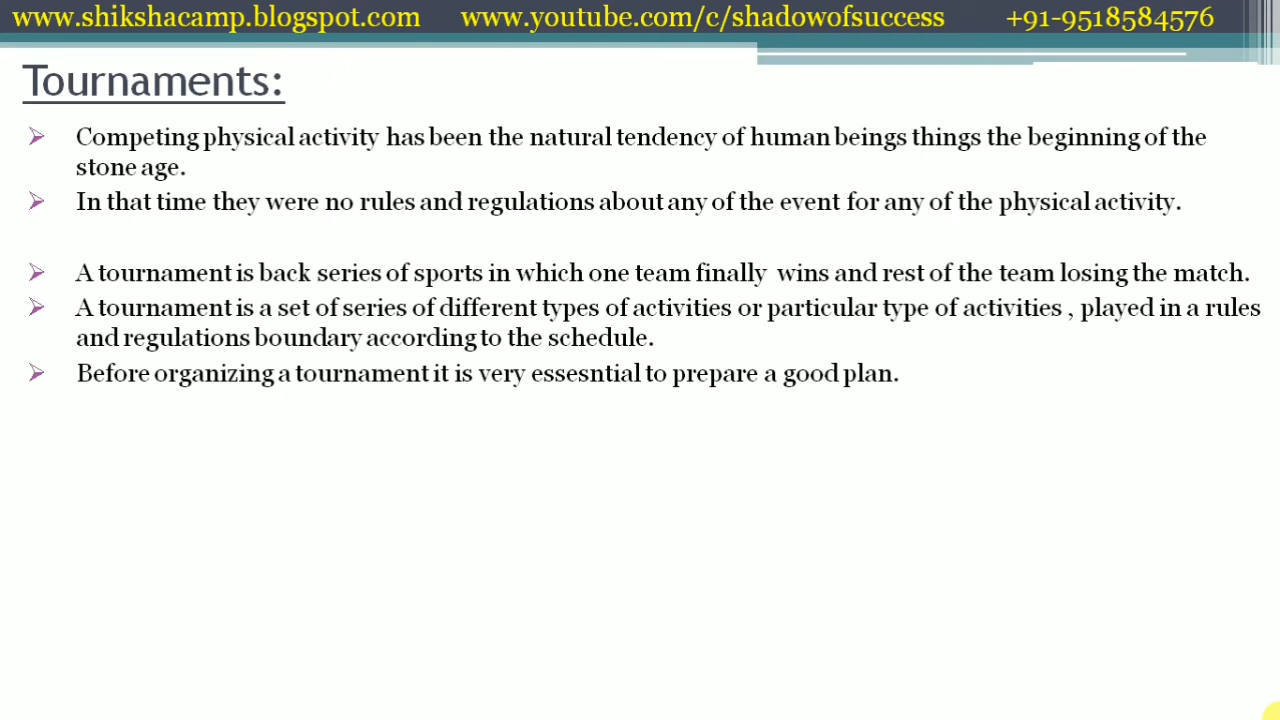 www.shikshacamp.blogspot.com www.youtube.com/c/shadowofsuccess +91-9518584576
Tournaments:
Competing physical activity has been the natural tendency of human beings things the beginning of the
stone age.
In that time they were no rules and regulations about any of the event for any of the physical activity.
A tournament is back series of sports in which one team finally wins and rest of the team losing the match.
A tournament is a set of series of different types of activities or particular type of activities , played in a rules
and regulations boundary according to the schedule.
Before organizing a tournament it is very essesntial to prepare a good plan.